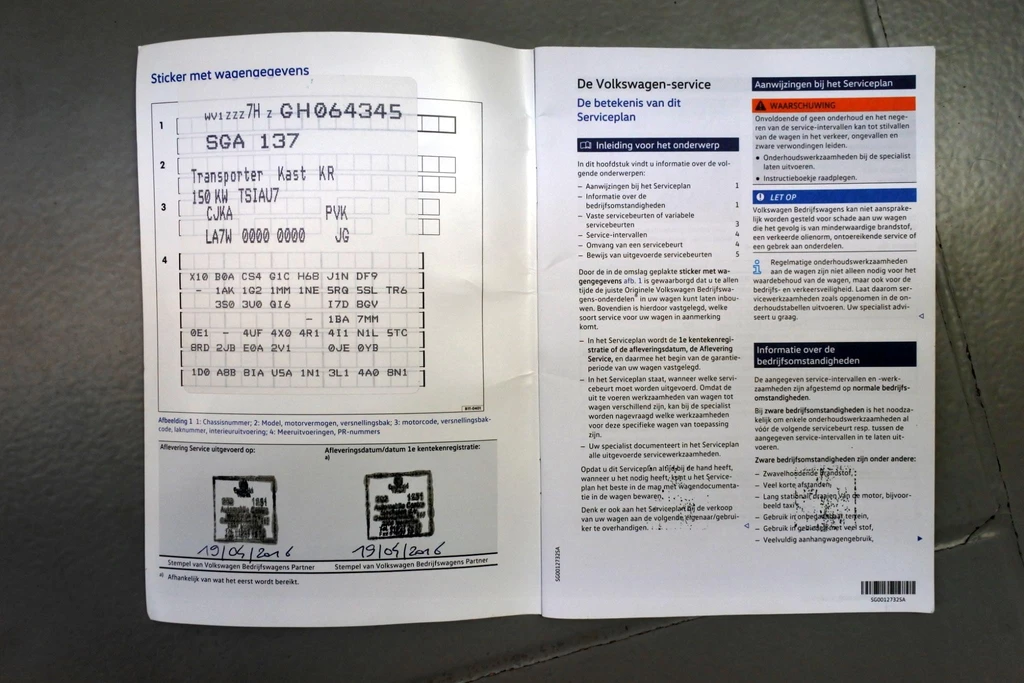 Sticker met wagengegevens
1
WV1ZZZ7H Z GH064345
SGA 137
2
Transporter Kast KR
150 KW TSIAU7
3
CJKA PVK
LA7W 0000 0000 JG
4
X10 B0A CS4 G1C H6B J1N DF9
- 1AK 1G2 1MM 1NE 5RQ 5SL TR6
3S0 3U0 GI6 I7D BGV
- 1BA 7MM
0E1 - 4UF 4X0 4R1 4I1 N1L 5TC
8RD 2JB E0A 2V1 0JE 0YB
1D0 A8B BIA U5A 1N1 3L1 4A0 BN1
Afbeelding 1 1: Chassisnummer; 2: Model, motorvermogen, versnellingsbak; 3: motorcode, versnellingsbak-
code, laknummer, interieuruitvoering; 4: Meeruitvoeringen, PR-nummers
Aflevering Service uitgevoerd op:
Afleveringsdatum/datum 1e kentekenregistratie:
a)
19/04/2016
19/04/2016
Stempel van Volkswagen Bedrijfswagens Partner
Stempel van Volkswagen Bedrijfswagens Partner
a) Afhankelijk van wat het eerst wordt bereikt.
De Volkswagen-service
De betekenis van dit
Serviceplan
Inleiding voor het onderwerp
In dit hoofdstuk vindt u informatie over de vol-
gende onderwerpen:
– Aanwijzingen bij het Serviceplan 1
– Informatie over de
bedrijfsomstandigheden 1
– Vaste servicebeurten of variabele
servicebeurten 3
– Service-intervallen 4
– Omvang van een servicebeurt 4
– Bewijs van uitgevoerde servicebeurten 5
Door de in de omslag geplakte sticker met wa-
gengegevens afb. 1 is gewaarborgd dat u te allen
tijde de juiste Originele Volkswagen Bedrijfswa-
gens-onderdelen in uw wagen kunt laten inbou-
wen. Bovendien is hierdoor vastgelegd, welke
soort service voor uw wagen in aanmerking
komt.
– In het Serviceplan wordt de 1e kentekenregi-
stratie of de afleveringsdatum, de Aflevering
Service, en daarmee het begin van de garantie-
periode van uw wagen vastgelegd.
– In het Serviceplan staat, wanneer welke servi-
cebeurt moet worden uitgevoerd. Omdat de
uit te voeren werkzaamheden van wagen tot
wagen verschillend zijn, kan bij de specialist
worden nagevraagd welke werkzaamheden
voor deze specifieke wagen van toepassing
zijn.
– Uw specialist documenteert in het Serviceplan
alle uitgevoerde servicewerkzaamheden.
Opdat u dit Serviceplan altijd bij de hand heeft,
wanneer u het nodig heeft, kunt u het Service-
plan het beste in de map met wagendocumenta-
tie in de wagen bewaren.
Denk er ook aan het Serviceplan bij de verkoop
van uw wagen aan de volgende eigenaar/gebrui-
ker te overhandigen.
SG00127325A
Aanwijzingen bij het Serviceplan
WAARSCHUWING
Onvoldoende of geen onderhoud en het nege-
ren van de service-intervallen kan tot stilvallen
van de wagen in het verkeer, ongevallen en
zware verwondingen leiden.
• Onderhoudswerkzaamheden bij de specialist
laten uitvoeren.
• Instructieboekje raadplegen.
LET OP
Volkswagen Bedrijfswagens kan niet aansprake-
lijk worden gesteld voor schade aan uw wagen
die het gevolg is van minderwaardige brandstof,
een verkeerde olienorm, ontoereikende service of
een gebrek aan onderdelen.
Regelmatige onderhoudswerkzaamheden
aan de wagen zijn niet alleen nodig voor het
waardebehoud van de wagen, maar ook voor de
bedrijfs- en verkeersveiligheid. Laat daarom ser-
vicewerkzaamheden zoals opgenomen in de on-
derhoudstabellen uitvoeren. Uw specialist advi-
seert u graag.
Informatie over de
bedrijfsomstandigheden
De aangegeven service-intervallen en -werk-
zaamheden zijn afgestemd op normale bedrijfs-
omstandigheden.
Bij zware bedrijfsomstandigheden is het noodza-
kelijk om enkele onderhoudswerkzaamheden al
vóór de volgende servicebeurt resp. tussen de
aangegeven service-intervallen in te laten uit-
voeren.
Zware bedrijfsomstandigheden zijn onder andere:
– Zwavelhoudende brandstof,
– Veel korte afstanden,
– Lang stationair draaien van de motor, bijvoor-
beeld taxi's,
– Gebruik in onbegaanbaar terrein,
– Gebruik in gebieden met veel stof,
– Veelvuldig aanhangwagengebruik,
SG00127325A